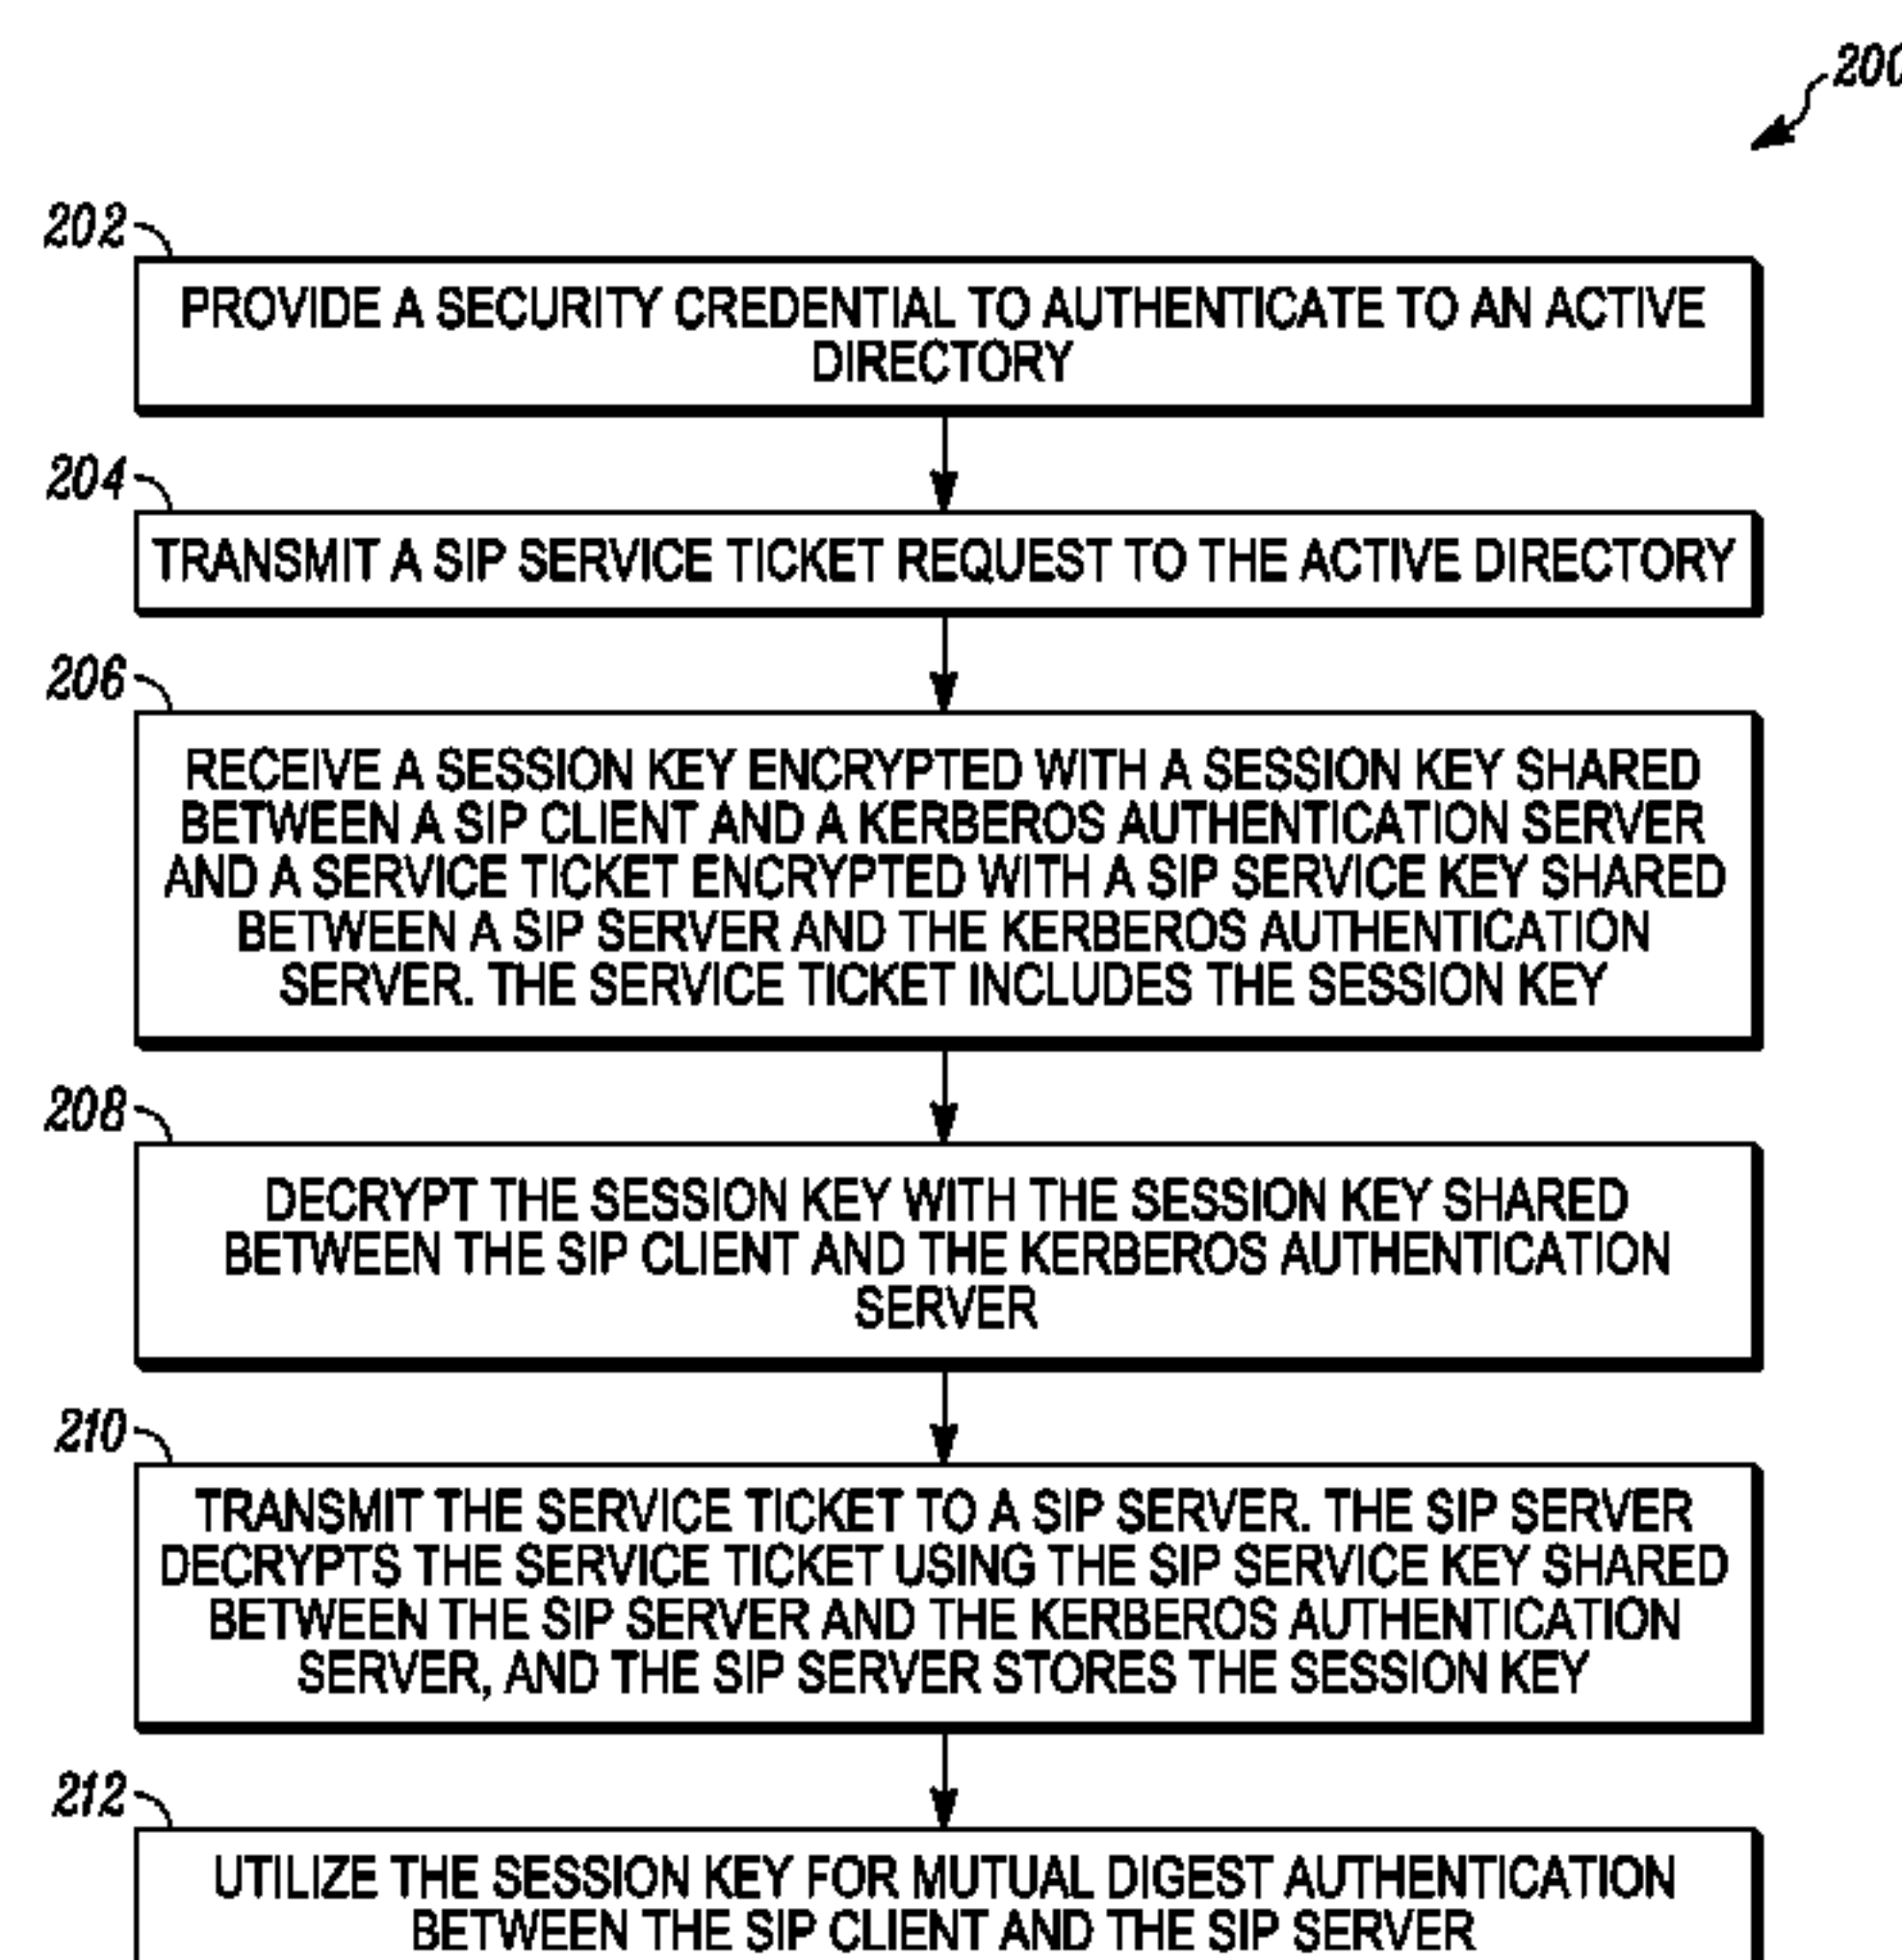 200
202
PROVIDE A SECURITY CREDENTIAL TO AUTHENTICATE TO AN ACTIVE
DIRECTORY
204
TRANSMIT A SIP SERVICE TICKET REQUEST TO THE ACTIVE DIRECTORY
206
RECEIVE A SESSION KEY ENCRYPTED WITH A SESSION KEY SHARED
BETWEEN A SIP CLIENT AND A KERBEROS AUTHENTICATION SERVER
AND A SERVICE TICKET ENCRYPTED WITH A SIP SERVICE KEY SHARED
BETWEEN A SIP SERVER AND THE KERBEROS AUTHENTICATION
SERVER. THE SERVICE TICKET INCLUDES THE SESSION KEY
208
DECRYPT THE SESSION KEY WITH THE SESSION KEY SHARED
BETWEEN THE SIP CLIENT AND THE KERBEROS AUTHENTICATION
SERVER
210
TRANSMIT THE SERVICE TICKET TO A SIP SERVER. THE SIP SERVER
DECRYPTS THE SERVICE TICKET USING THE SIP SERVICE KEY SHARED
BETWEEN THE SIP SERVER AND THE KERBEROS AUTHENTICATION
SERVER, AND THE SIP SERVER STORES THE SESSION KEY
212
UTILIZE THE SESSION KEY FOR MUTUAL DIGEST AUTHENTICATION
BETWEEN THE SIP CLIENT AND THE SIP SERVER